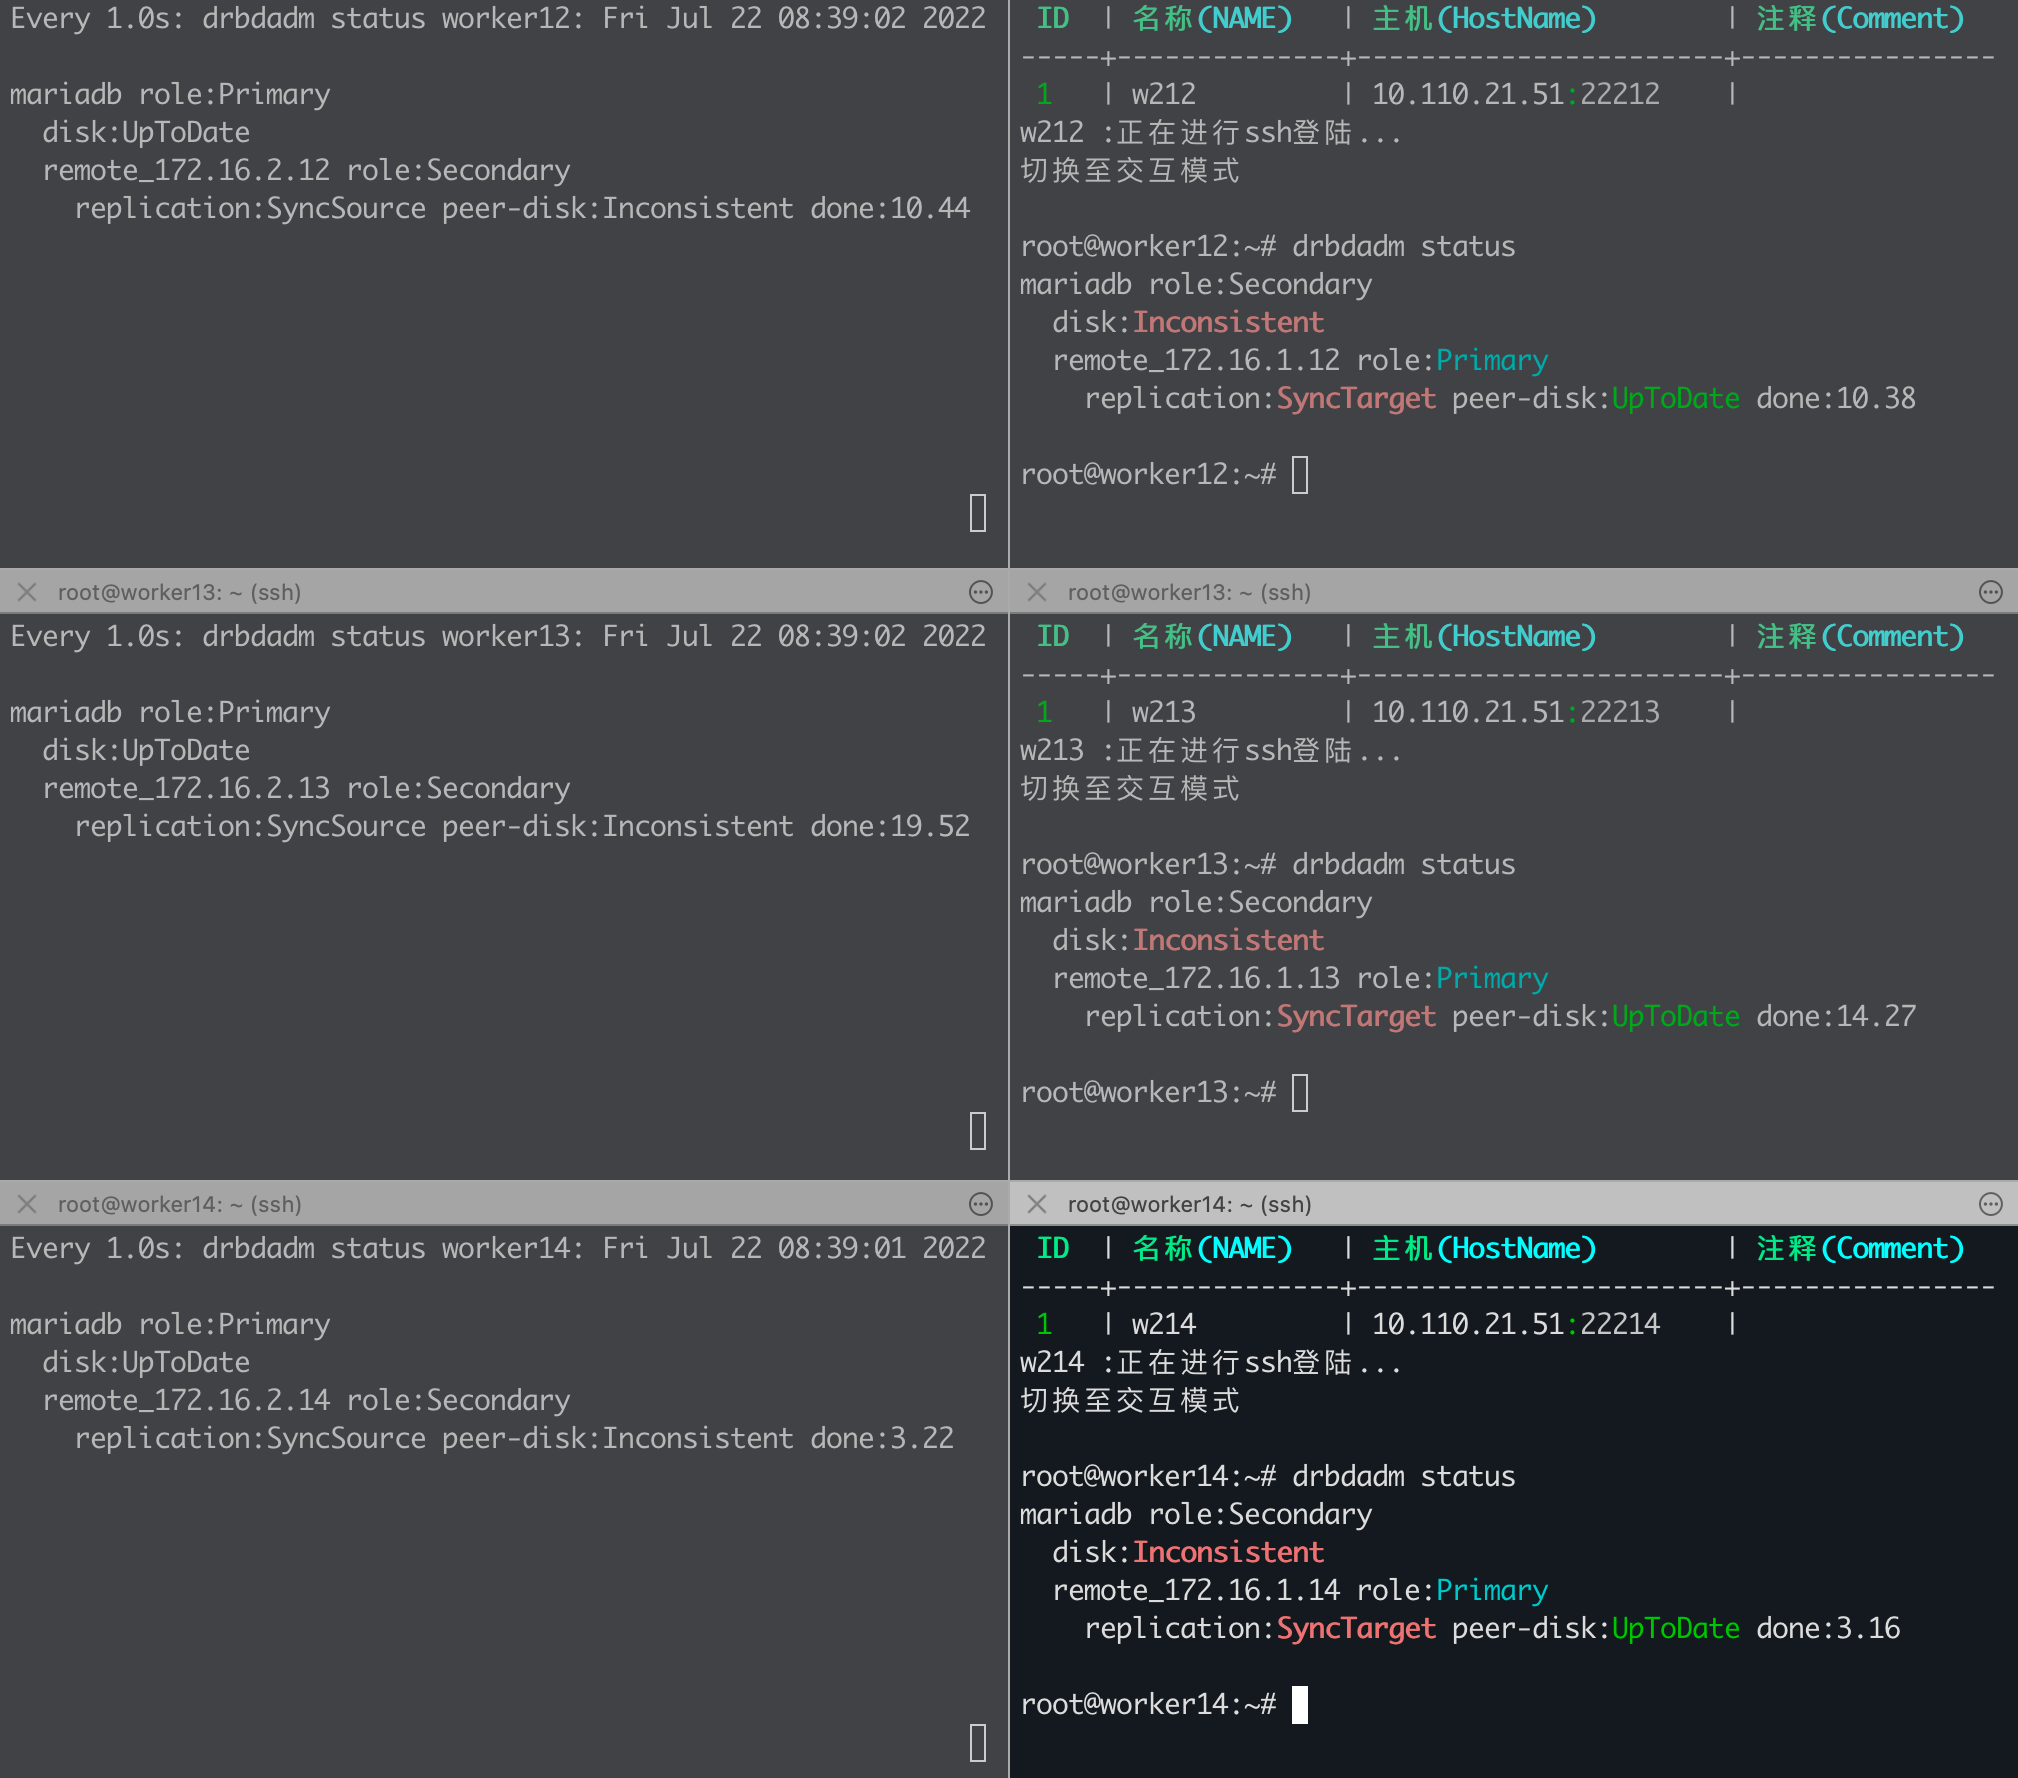 Every 1.0s: drbdadm status worker12: Fri Jul 22 08:39:02 2022
mariadb role:Primary
disk:UpToDate
remote_172.16.2.12 role:Secondary
replication:SyncSource peer-disk:Inconsistent done:10.44
ID | 名称(NAME) | 主机(HostName) | 注释(Comment)
-----+--------------+-----------------------+----------------
1 | w212 | 10.110.21.51:22212 |
w212 :正在进行ssh登陆...
切换至交互模式
root@worker12:~# drbdadm status
mariadb role:Secondary
disk:Inconsistent
remote_172.16.1.12 role:Primary
replication:SyncTarget peer-disk:UpToDate done:10.38
root@worker12:~#
root@worker13: ~ (ssh)
Every 1.0s: drbdadm status worker13: Fri Jul 22 08:39:02 2022
mariadb role:Primary
disk:UpToDate
remote_172.16.2.13 role:Secondary
replication:SyncSource peer-disk:Inconsistent done:19.52
root@worker13: ~ (ssh)
ID | 名称(NAME) | 主机(HostName) | 注释(Comment)
-----+--------------+-----------------------+----------------
1 | w213 | 10.110.21.51:22213 |
w213 :正在进行ssh登陆...
切换至交互模式
root@worker13:~# drbdadm status
mariadb role:Secondary
disk:Inconsistent
remote_172.16.1.13 role:Primary
replication:SyncTarget peer-disk:UpToDate done:14.27
root@worker13:~#
root@worker14: ~ (ssh)
Every 1.0s: drbdadm status worker14: Fri Jul 22 08:39:01 2022
mariadb role:Primary
disk:UpToDate
remote_172.16.2.14 role:Secondary
replication:SyncSource peer-disk:Inconsistent done:3.22
root@worker14: ~ (ssh)
ID | 名称(NAME) | 主机(HostName) | 注释(Comment)
-----+--------------+-----------------------+----------------
1 | w214 | 10.110.21.51:22214 |
w214 :正在进行ssh登陆...
切换至交互模式
root@worker14:~# drbdadm status
mariadb role:Secondary
disk:Inconsistent
remote_172.16.1.14 role:Primary
replication:SyncTarget peer-disk:UpToDate done:3.16
root@worker14:~#